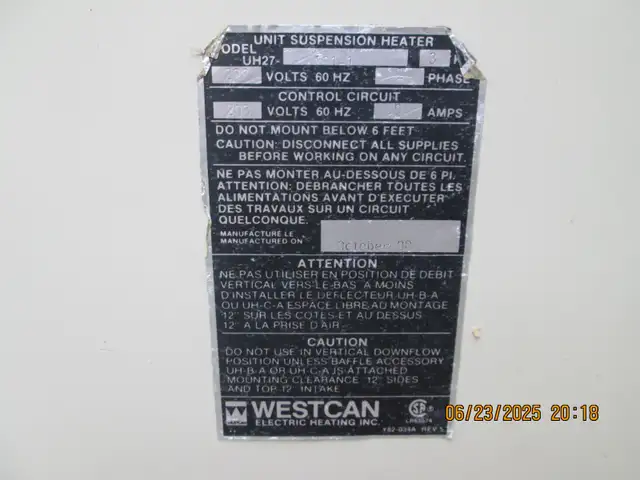 UNIT SUSPENSION HEATER
MODEL
UH27-
VOLTS 60 HZ PHASE
CONTROL CIRCUIT
VOLTS 60 HZ AMPS
DO NOT MOUNT BELOW 6 FEET
CAUTION: DISCONNECT ALL SUPPLIES
BEFORE WORKING ON ANY CIRCUIT.
NE PAS MONTER AU-DESSOUS DE 6 PI.
ATTENTION: DEBRANCHER TOUTES LES
ALIMENTATIONS AVANT D'EXECUTER
DES TRAVAUX SUR UN CIRCUIT
QUELCONQUE.
MANUFACTURÉ LE
MANUFACTURED ON
October
ATTENTION
NE PAS UTILISER EN POSITION DE DEBIT
VERTICAL VERS-LE-BAS A MOINS
D'INSTALLER LE DEFLECTEUR UH-B-A
OU UH-C-A ESPACE LIBRE AU MONTAGE
12" SUR LES COTES ET AU DESSUS
12" A LA PRISE D'AIR
CAUTION
DO NOT USE IN VERTICAL DOWNFLOW
POSITION UNLESS BAFFLE ACCESSORY
UH-B-A OR UH-C-A IS ATTACHED
MOUNTING CLEARANCE 12" SIDES
AND TOP 12" INTAKE
WESTCAN
ELECTRIC HEATING INC.
06/23/2025 20:18